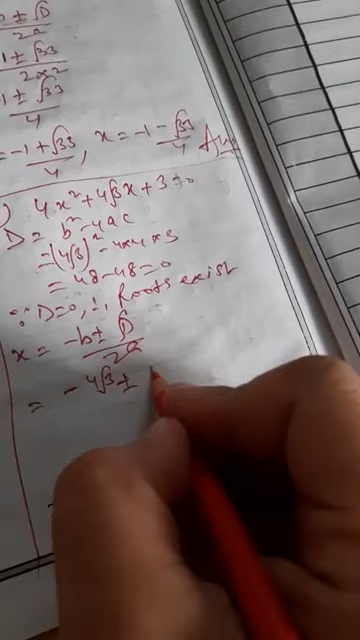 ± √D
2a
1 ± √33
2×2
1 ± √33
4
= -1 + √33 / 4 , x = -1 - √33 / 4 Ans
) 4x² + 4√3x + 3 = 0
D = b² - 4ac
= (4√3)² - 4×4×3
= 48 - 48 = 0
∵ D=0, ∴ Roots exist
x = -b ± √D
2a
= - 4√3 ±